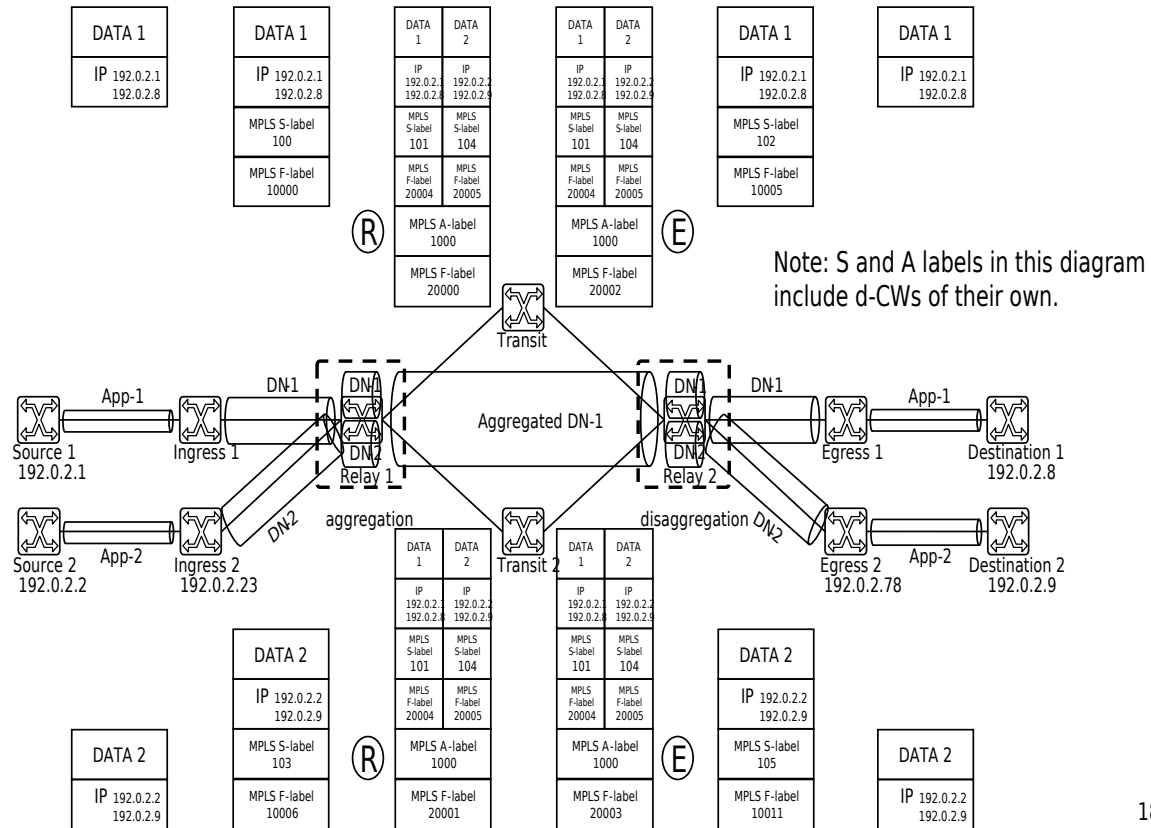 DATA 1
IP 192.0.2.1
192.0.2.8
DATA 1
IP 192.0.2.1
192.0.2.8
MPLS S-label
100
MPLS F-label
10000
DATA
1
DATA
2
IP
192.0.2.1
192.0.2.8
IP
192.0.2.2
192.0.2.9
MPLS
S-label
101
MPLS
S-label
104
MPLS
F-label
20004
MPLS
F-label
20005
MPLS A-label
1000
MPLS F-label
20000
R
DATA
1
DATA
2
IP
192.0.2.1
192.0.2.8
IP
192.0.2.2
192.0.2.9
MPLS
S-label
101
MPLS
S-label
104
MPLS
F-label
20004
MPLS
F-label
20005
MPLS A-label
1000
MPLS F-label
20002
E
DATA 1
IP 192.0.2.1
192.0.2.8
MPLS S-label
102
MPLS F-label
10005
DATA 1
IP 192.0.2.1
192.0.2.8
Note: S and A labels in this diagram
include d-CWs of their own.
Transit
App-1
DN-1
DN-1
Aggregated DN-1
DN-1
DN-1
App-1
Source 1
192.0.2.1
Ingress 1
DN-2
Relay 1
DN-2
Relay 2
Egress 1
Destination 1
192.0.2.8
aggregation
disaggregation
DN-2
DN-2
App-2
App-2
Source 2
192.0.2.2
Ingress 2
192.0.2.23
Transit 2
Egress 2
192.0.2.78
Destination 2
192.0.2.9
DATA 2
IP 192.0.2.2
192.0.2.9
DATA 2
IP 192.0.2.2
192.0.2.9
MPLS S-label
103
MPLS F-label
10006
R
DATA
1
DATA
2
IP
192.0.2.1
192.0.2.8
IP
192.0.2.2
192.0.2.9
MPLS
S-label
101
MPLS
S-label
104
MPLS
F-label
20004
MPLS
F-label
20005
MPLS A-label
1000
MPLS F-label
20001
DATA
1
DATA
2
IP
192.0.2.1
192.0.2.8
IP
192.0.2.2
192.0.2.9
MPLS
S-label
101
MPLS
S-label
104
MPLS
F-label
20004
MPLS
F-label
20005
MPLS A-label
1000
MPLS F-label
20003
E
DATA 2
IP 192.0.2.2
192.0.2.9
MPLS S-label
105
MPLS F-label
10011
DATA 2
IP 192.0.2.2
192.0.2.9